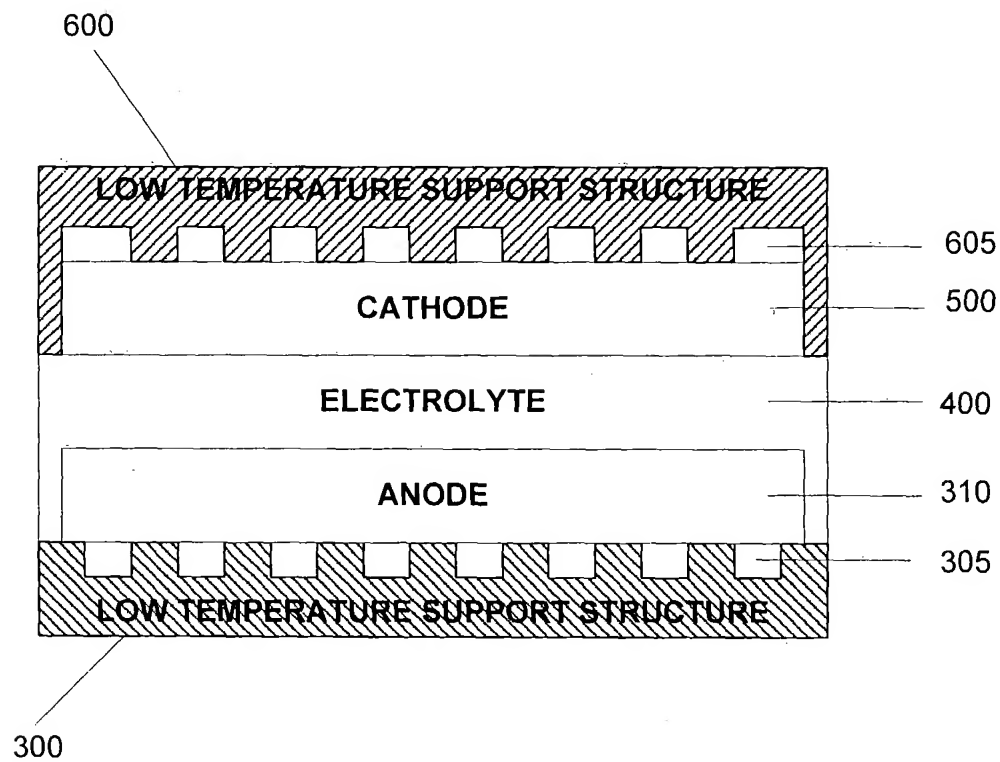 600
LOW TEMPERATURE SUPPORT STRUCTURE
605
CATHODE
500
ELECTROLYTE
400
ANODE
310
305
LOW TEMPERATURE SUPPORT STRUCTURE
300